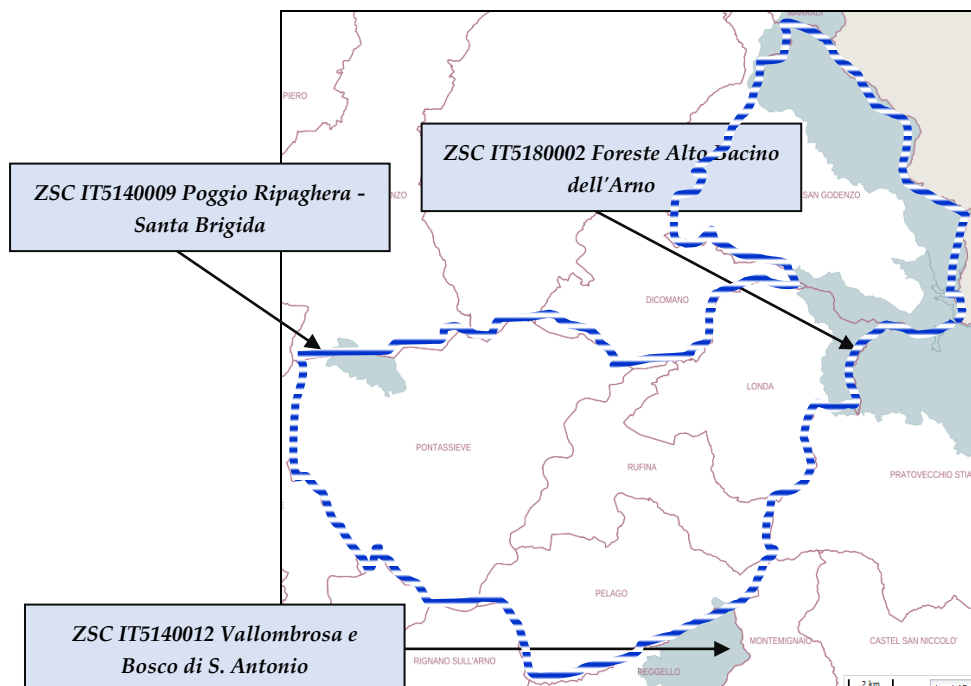 MARRADI
PIERO
ZSC IT5180002 Foreste Alto Bacino
dell'Arno
ZSC IT5140009 Poggio Ripaghera -
Santa Brigida
NZO
SAN GODENZO
DICOMANO
LONDA
PONTASSIEVE
RUFINA
PRATOVECCHIO STIA
PELAGO
ZSC IT5140012 Vallombrosa e
Bosco di S. Antonio
RIGNANO SULL'ARNO
REGGELLO
MONTEMIGNAIO
CASTEL SAN NICCOLO'
2 km